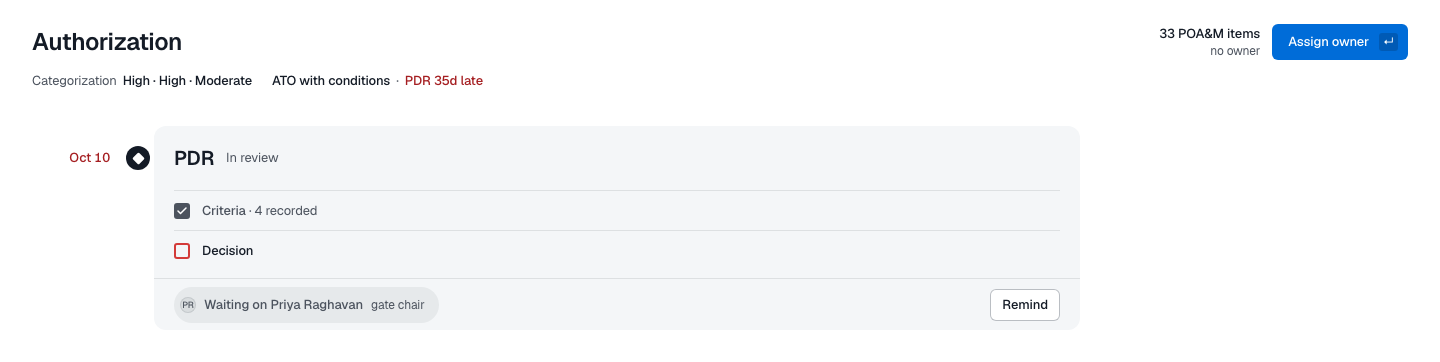 Authorization
33 POA&M items
no owner
Assign owner ↵
Categorization High · High · Moderate ATO with conditions · PDR 35d late
Oct 10
PDR In review
Criteria · 4 recorded
Decision
PR Waiting on Priya Raghavan gate chair
Remind